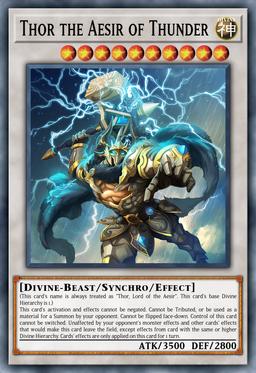 Thor the Aesir of Thunder
DIVINE
神
[Divine-Beast/Synchro/Effect]
(This card's name is always treated as "Thor, Lord of the Aesir". This card's base Divine
Hierarchy is 1.)
This card's activation and effects cannot be negated. Cannot be Tributed, or be used as a
material for a Summon by your opponent. Cannot be flipped face-down. Control of this card
cannot be switched. Unaffected by your opponent's monster effects and other cards' effects
that would make this card leave the field, except effects from card with the same or higher
Divine Hierarchy. Cards' effects are only applied on this card for 1 turn.
ATK/3500 DEF/2800